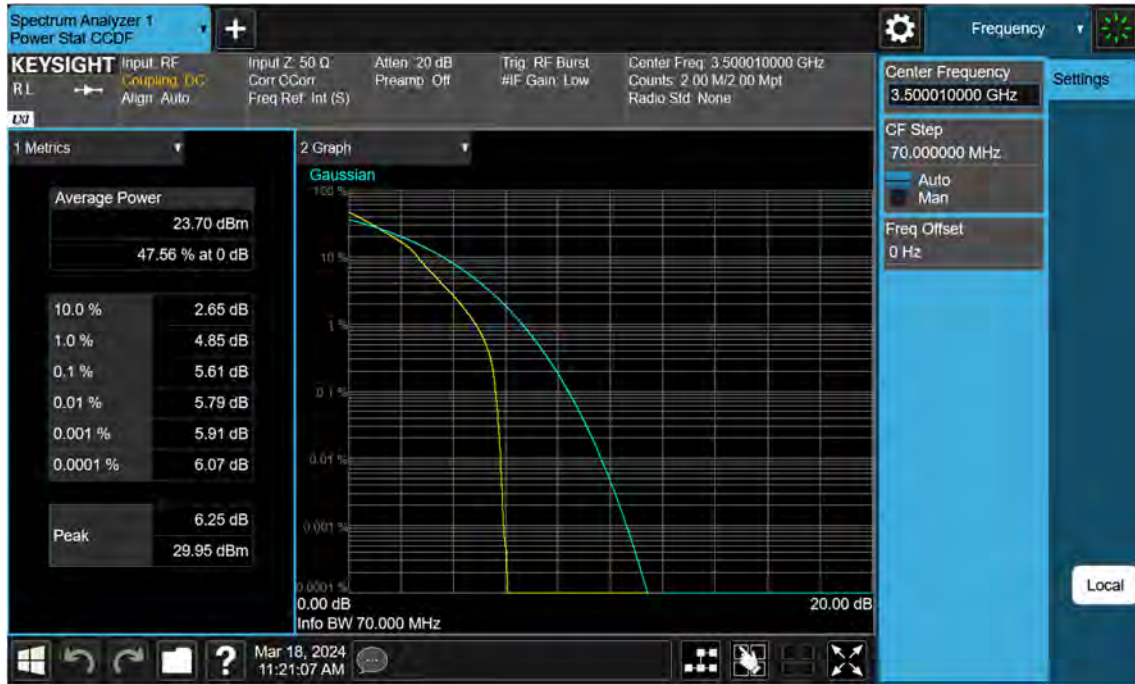 Spectrum Analyzer 1
Power Stat CCDF
+
Frequency
KEYSIGHT
RL
LXI
Input: RF
Coupling: DC
Align: Auto
Input Z: 50 Ω
Corr CCorr
Freq Ref: Int (S)
Atten: 20 dB
Preamp: Off
Trig: RF Burst
#IF Gain: Low
Center Freq: 3.500010000 GHz
Counts: 2.00 M/2.00 Mpt
Radio Std: None
Center Frequency
3.500010000 GHz
Settings
CF Step
70.000000 MHz
Auto
Man
Freq Offset
0 Hz
Local
1 Metrics
Average Power
23.70 dBm
47.56 % at 0 dB
10.0 % 2.65 dB
1.0 % 4.85 dB
0.1 % 5.61 dB
0.01 % 5.79 dB
0.001 % 5.91 dB
0.0001 % 6.07 dB
Peak
6.25 dB
29.95 dBm
2 Graph
Gaussian
100 %
10 %
1 %
0.1 %
0.01 %
0.001 %
0.0001 %
0.00 dB
20.00 dB
Info BW 70.000 MHz
?
Mar 18, 2024
11:21:07 AM